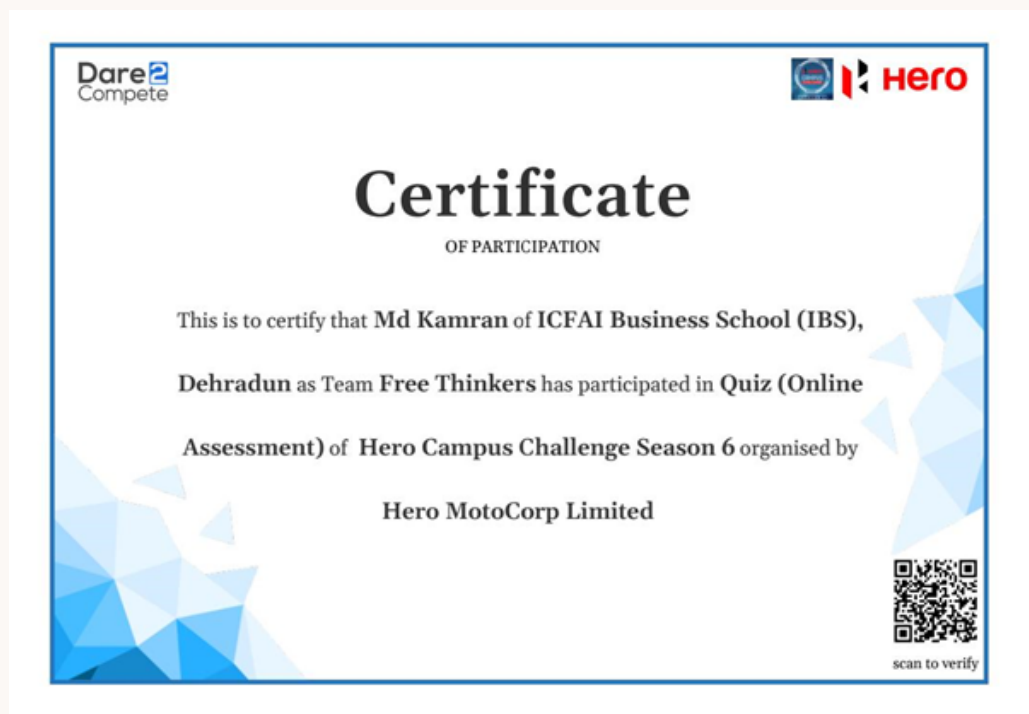 Dare2
Compete
Hero
Certificate
OF PARTICIPATION
This is to certify that Md Kamran of ICFAI Business School (IBS),
Dehradun as Team Free Thinkers has participated in Quiz (Online
Assessment) of Hero Campus Challenge Season 6 organised by
Hero MotoCorp Limited
scan to verify